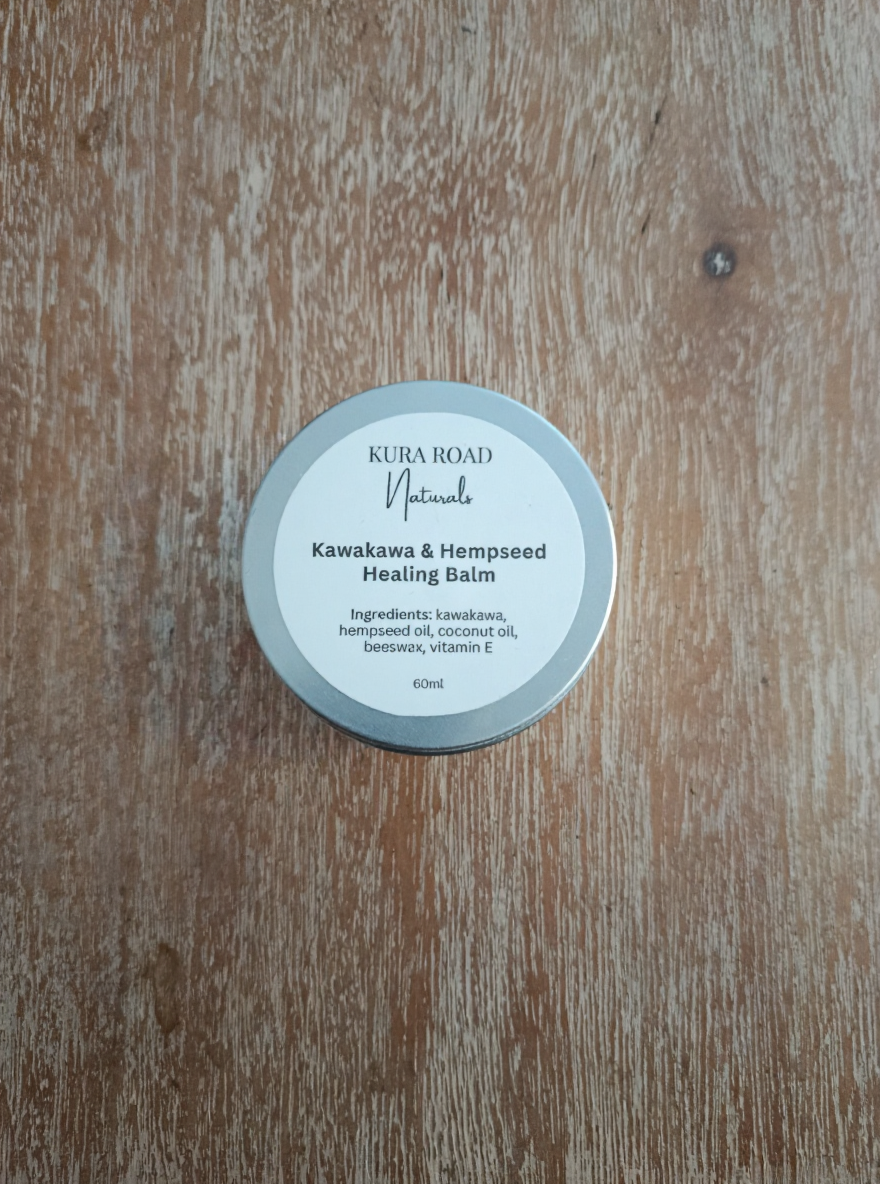 KURA ROAD
Naturals
Kawakawa & Hempseed
Healing Balm
Ingredients: kawakawa,
hempseed oil, coconut oil,
beeswax, vitamin E
60ml